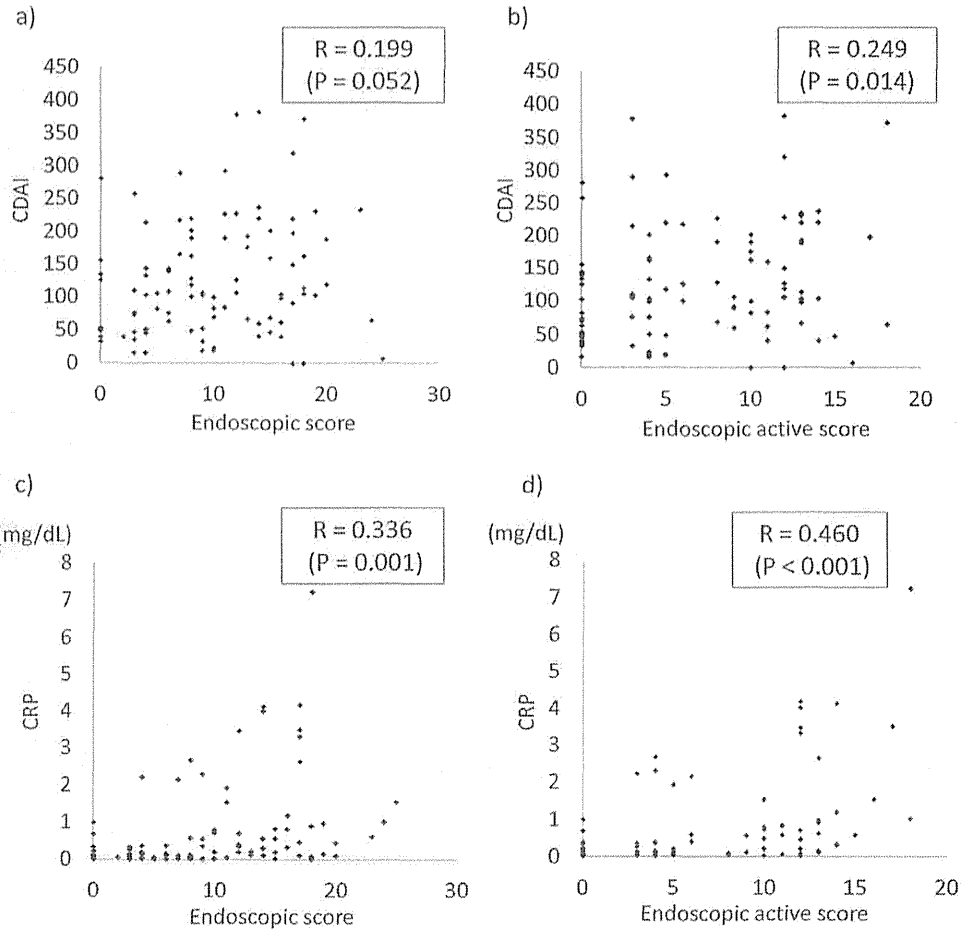 a)
R = 0.199
(P = 0.052)
450
400
350
300
250
200
150
100
50
0
CDAI
0 10 20 30
Endoscopic score
b)
R = 0.249
(P = 0.014)
450
400
350
300
250
200
150
100
50
0
CDAI
0 5 10 15 20
Endoscopic active score
c)
(mg/dL)
R = 0.336
(P = 0.001)
8
7
6
5
4
3
2
1
0
CRP
0 10 20 30
Endoscopic score
d)
(mg/dL)
R = 0.460
(P < 0.001)
8
7
6
5
4
3
2
1
0
CRP
0 5 10 15 20
Endoscopic active score